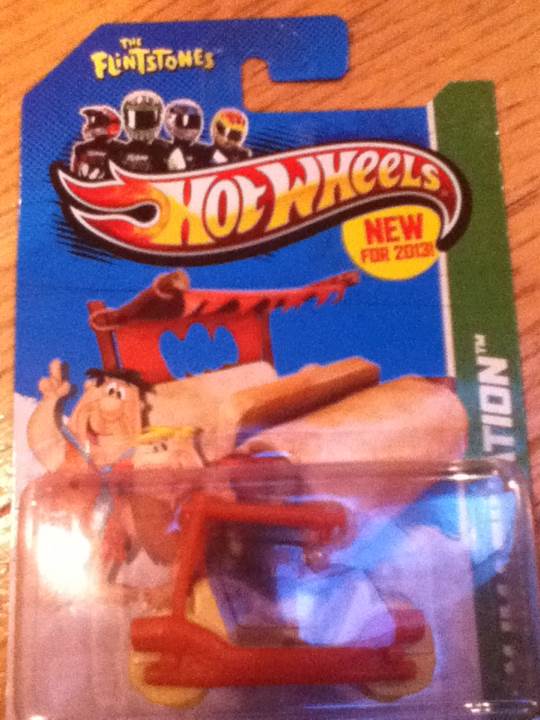 THE
FLINTSTONES
HOT WHEELS
NEW
FOR 2013!
ATION™